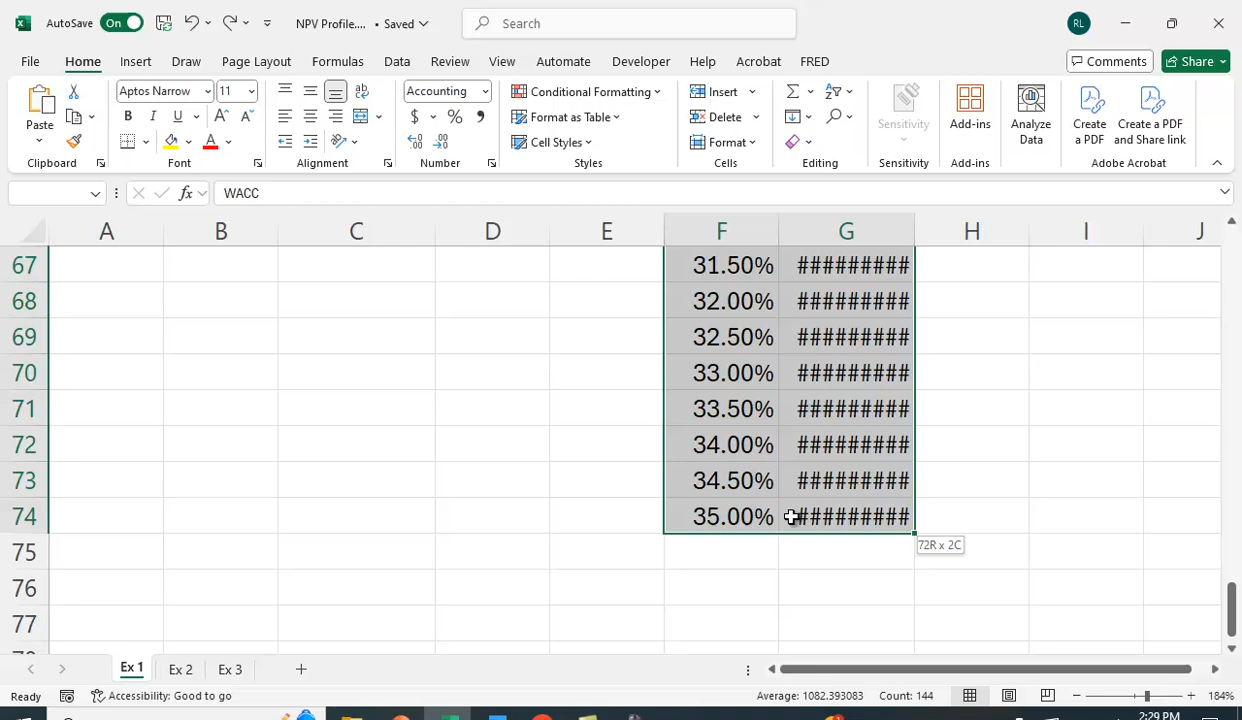 AutoSave On NPV Profile.... • Saved Search RL
File Home Insert Draw Page Layout Formulas Data Review View Automate Developer Help Acrobat FRED Comments Share
Paste Aptos Narrow 11 Accounting Conditional Formatting Insert Sensitivity Add-ins Analyze Data Create a PDF Create a PDF and Share link
B I U A $ % , Format as Table Delete
Cell Styles Format
Clipboard Font Alignment Number Styles Cells Editing Sensitivity Add-ins Adobe Acrobat
fx WACC
A B C D E F G H I J
67 31.50% #########
68 32.00% #########
69 32.50% #########
70 33.00% #########
71 33.50% #########
72 34.00% #########
73 34.50% #########
74 35.00% #########
72R x 2C
75
76
77
Ex 1 Ex 2 Ex 3
Ready Accessibility: Good to go Average: 1082.393083 Count: 144 184%
2:29 PM